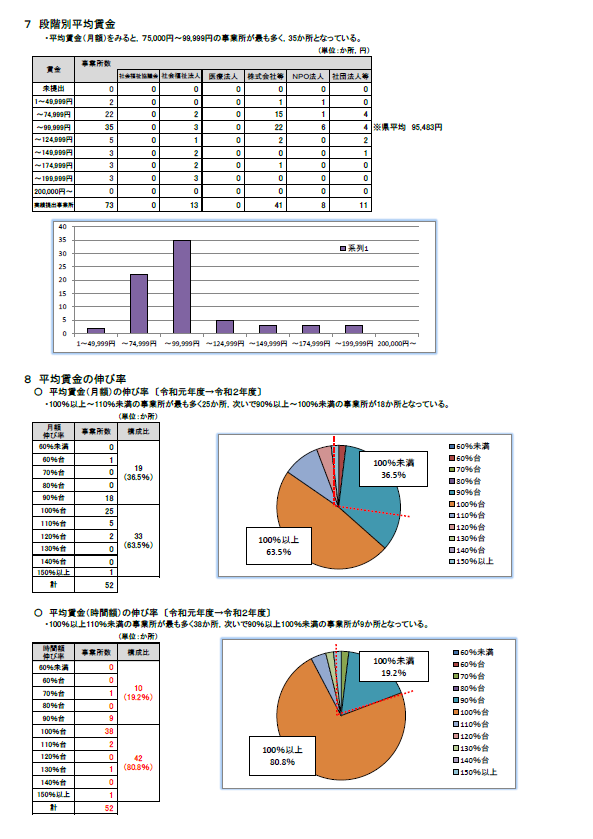 ７ 段階別平均賃金
・平均賃金（月額）をみると，75,000円～99,999円の事業所が最も多く，35か所となっている。
（単位：か所，円）
賃金 事業所数
社会福祉協議会 社会福祉法人 医療法人 株式会社等 NPO法人 社団法人等
未提出 0 0 0 0 0 0 0
1～49,999円 2 0 0 0 1 1 0
～74,999円 22 0 2 0 15 1 4
～99,999円 35 0 3 0 22 6 4 ※県平均 95,483円
～124,999円 5 0 1 0 2 0 2
～149,999円 3 0 2 0 0 0 1
～174,999円 3 0 2 0 1 0 0
～199,999円 3 0 3 0 0 0 0
200,000円～ 0 0 0 0 0 0 0
実績提出事業所 73 0 13 0 41 8 11
40
35
30
25
20
15
10
5
0
系列1
1～49,999円 ～74,999円 ～99,999円 ～124,999円 ～149,999円 ～174,999円 ～199,999円 200,000円～
８ 平均賃金の伸び率
○ 平均賃金（月額）の伸び率 〔令和元年度→令和２年度〕
・100％以上～110％未満の事業所が最も多く25か所，次いで90％以上～100％未満の事業所が18か所となっている。
（単位：か所）
月額伸び率 事業所数 構成比
60％未満 0
60％台 1
70％台 0
80％台 0
90％台 18
19
（36.5％）
100％台 25
110％台 5
120％台 2
130％台 0
140％台 0
150％以上 1
33
（63.5％）
計 52
100％未満
36.5％
100％以上
63.5％
60％未満
60％台
70％台
80％台
90％台
100％台
110％台
120％台
130％台
140％台
150％以上
○ 平均賃金（時間額）の伸び率 〔令和元年度→令和２年度〕
・100％以上110％未満の事業所が最も多く38か所，次いで90％以上100％未満の事業所が9か所となっている。
（単位：か所）
時間額伸び率 事業所数 構成比
60％未満 0
60％台 0
70％台 1
80％台 0
90％台 9
10
（19.2％）
100％台 38
110％台 2
120％台 0
130％台 1
140％台 0
150％以上 1
42
（80.8％）
計 52
100％未満
19.2％
100％以上
80.8％
60％未満
60％台
70％台
80％台
90％台
100％台
110％台
120％台
130％台
140％台
150％以上